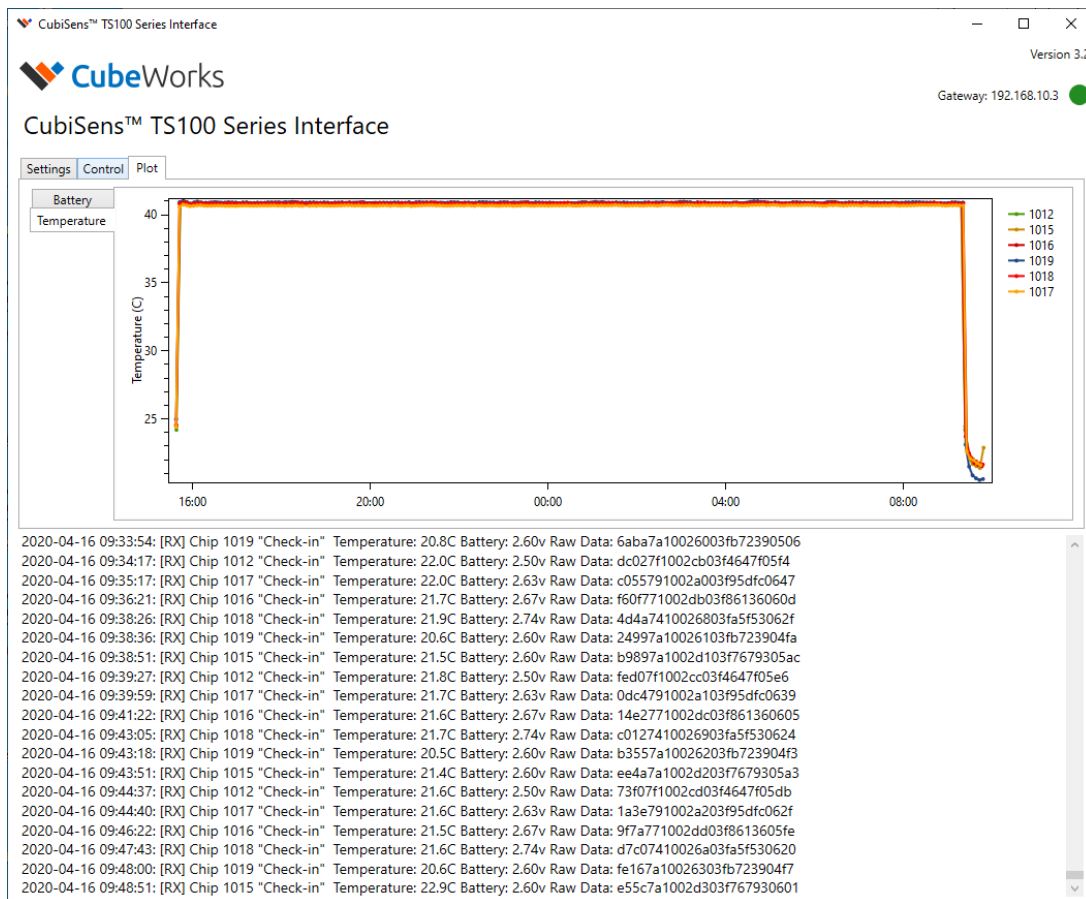 CubiSens™ TS100 Series Interface
Version 3.2
CubeWorks
Gateway: 192.168.10.3
CubiSens™ TS100 Series Interface
Settings Control Plot
Battery
Temperature
Temperature (C)
40
35
30
25
16:00 20:00 00:00 04:00 08:00
1012
1015
1016
1019
1018
1017
2020-04-16 09:33:54: [RX] Chip 1019 "Check-in" Temperature: 20.8C Battery: 2.60v Raw Data: 6aba7a10026003fb72390506
2020-04-16 09:34:17: [RX] Chip 1012 "Check-in" Temperature: 22.0C Battery: 2.50v Raw Data: dc027f1002cb03f4647f05f4
2020-04-16 09:35:17: [RX] Chip 1017 "Check-in" Temperature: 22.0C Battery: 2.63v Raw Data: c055791002a003f95dfc0647
2020-04-16 09:36:21: [RX] Chip 1016 "Check-in" Temperature: 21.7C Battery: 2.67v Raw Data: f60f771002db03f86136060d
2020-04-16 09:38:26: [RX] Chip 1018 "Check-in" Temperature: 21.9C Battery: 2.74v Raw Data: 4d4a7410026803fa5f53062f
2020-04-16 09:38:36: [RX] Chip 1019 "Check-in" Temperature: 20.6C Battery: 2.60v Raw Data: 24997a10026103fb723904fa
2020-04-16 09:38:51: [RX] Chip 1015 "Check-in" Temperature: 21.5C Battery: 2.60v Raw Data: b9897a1002d103f7679305ac
2020-04-16 09:39:27: [RX] Chip 1012 "Check-in" Temperature: 21.8C Battery: 2.50v Raw Data: fed07f1002cc03f4647f05e6
2020-04-16 09:39:59: [RX] Chip 1017 "Check-in" Temperature: 21.7C Battery: 2.63v Raw Data: 0dc4791002a103f95dfc0639
2020-04-16 09:41:22: [RX] Chip 1016 "Check-in" Temperature: 21.6C Battery: 2.67v Raw Data: 14e2771002dc03f861360605
2020-04-16 09:43:05: [RX] Chip 1018 "Check-in" Temperature: 21.7C Battery: 2.74v Raw Data: c0127410026903fa5f530624
2020-04-16 09:43:18: [RX] Chip 1019 "Check-in" Temperature: 20.5C Battery: 2.60v Raw Data: b3557a10026203fb723904f3
2020-04-16 09:43:51: [RX] Chip 1015 "Check-in" Temperature: 21.4C Battery: 2.60v Raw Data: ee4a7a1002d203f7679305a3
2020-04-16 09:44:37: [RX] Chip 1012 "Check-in" Temperature: 21.6C Battery: 2.50v Raw Data: 73f07f1002cd03f4647f05db
2020-04-16 09:44:40: [RX] Chip 1017 "Check-in" Temperature: 21.6C Battery: 2.63v Raw Data: 1a3e791002a203f95dfc062f
2020-04-16 09:46:22: [RX] Chip 1016 "Check-in" Temperature: 21.5C Battery: 2.67v Raw Data: 9f7a771002dd03f8613605fe
2020-04-16 09:47:43: [RX] Chip 1018 "Check-in" Temperature: 21.6C Battery: 2.74v Raw Data: d7c07410026a03fa5f530620
2020-04-16 09:48:00: [RX] Chip 1019 "Check-in" Temperature: 20.6C Battery: 2.60v Raw Data: fe167a10026303fb723904f7
2020-04-16 09:48:51: [RX] Chip 1015 "Check-in" Temperature: 22.9C Battery: 2.60v Raw Data: e55c7a1002d303f767930601